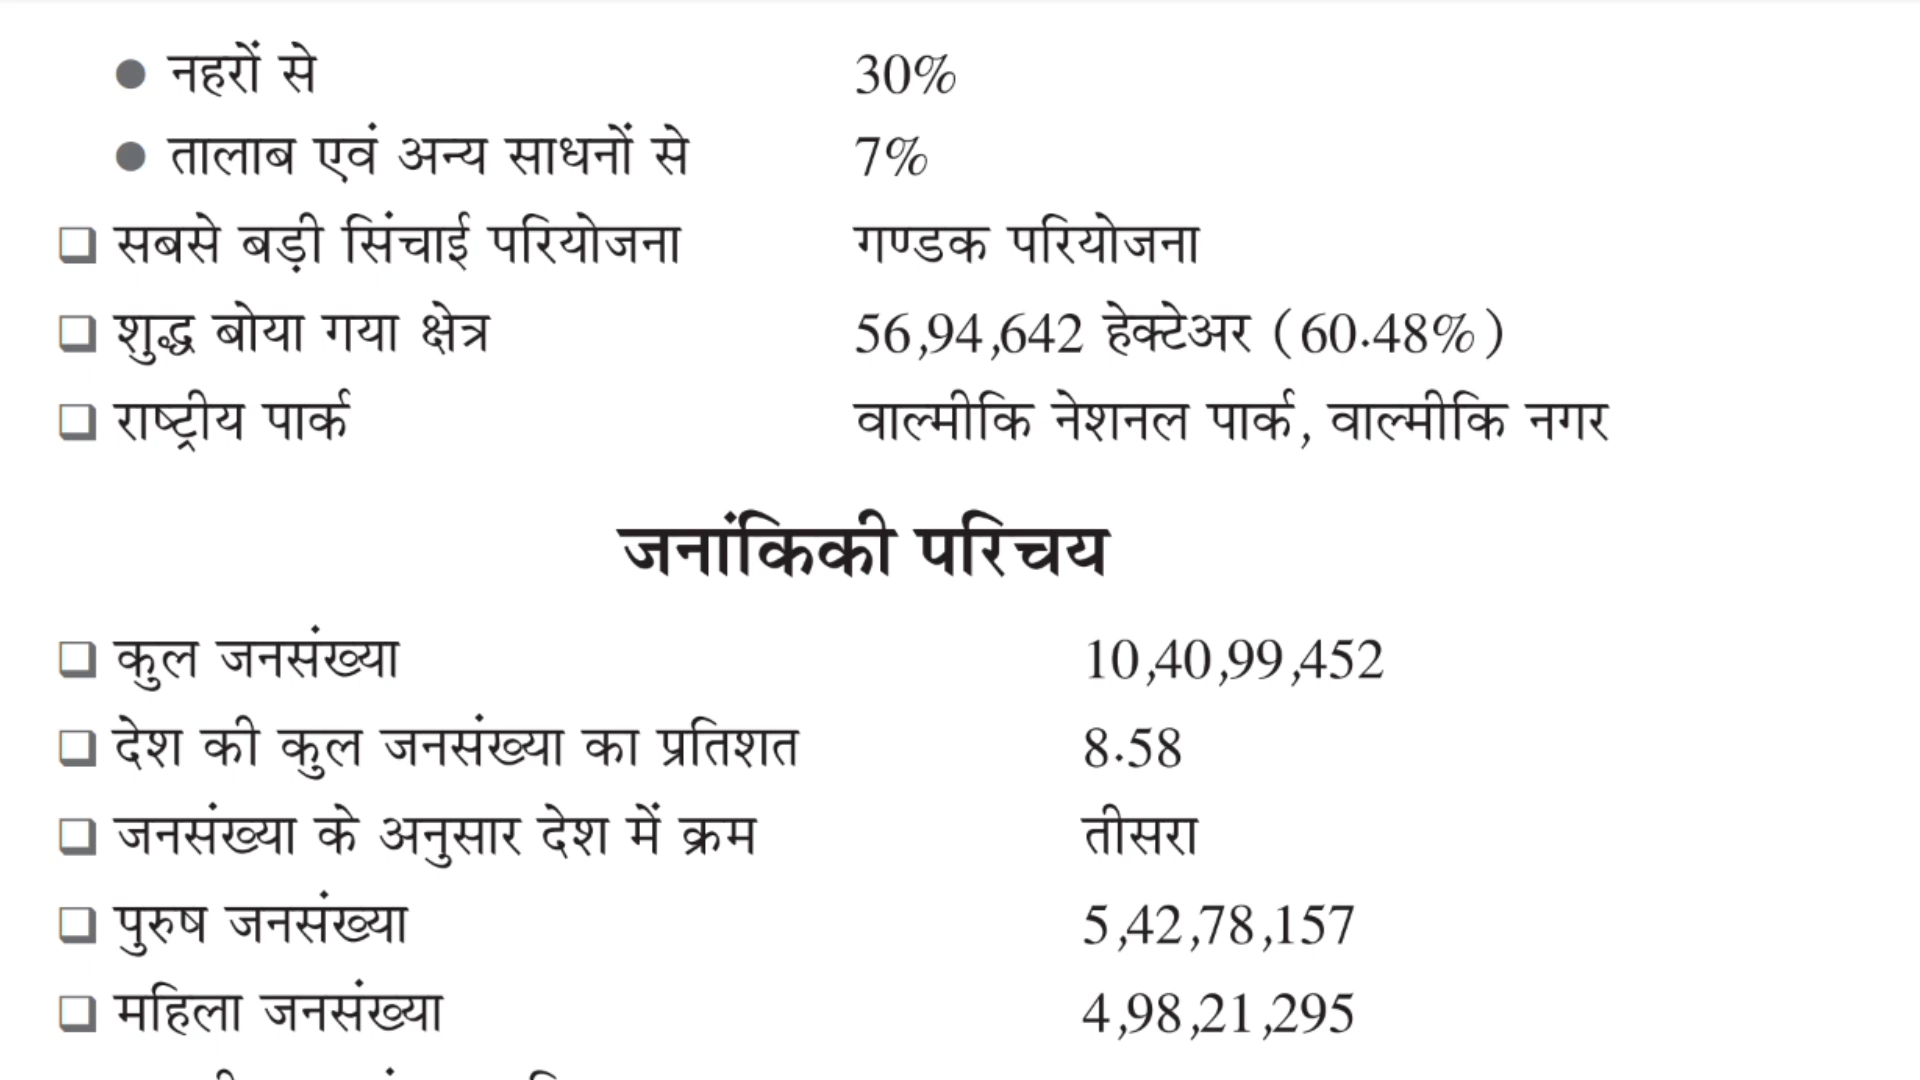 ● नहरों से 30%
● तालाब एवं अन्य साधनों से 7%
❑ सबसे बड़ी सिंचाई परियोजना गण्डक परियोजना
❑ शुद्ध बोया गया क्षेत्र 56,94,642 हेक्टेअर (60.48%)
❑ राष्ट्रीय पार्क वाल्मीकि नेशनल पार्क, वाल्मीकि नगर
जनांकिकी परिचय
❑ कुल जनसंख्या 10,40,99,452
❑ देश की कुल जनसंख्या का प्रतिशत 8.58
❑ जनसंख्या के अनुसार देश में क्रम तीसरा
❑ पुरुष जनसंख्या 5,42,78,157
❑ महिला जनसंख्या 4,98,21,295